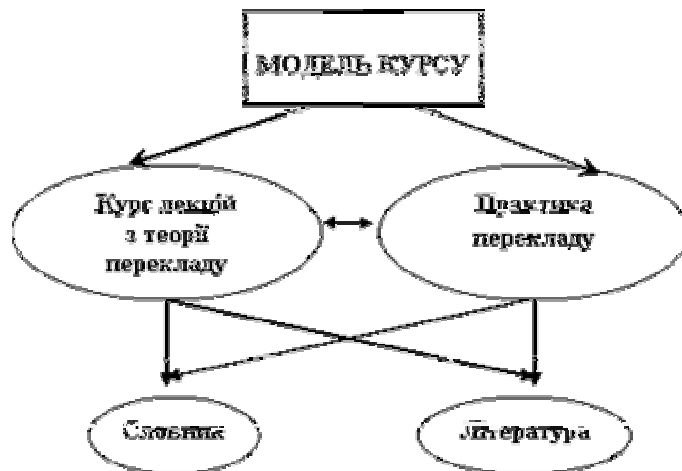 МОДЕЛЬ КУРСУ
Курс лекцій
з теорії
перекладу
Практика
перекладу
Словник
Література